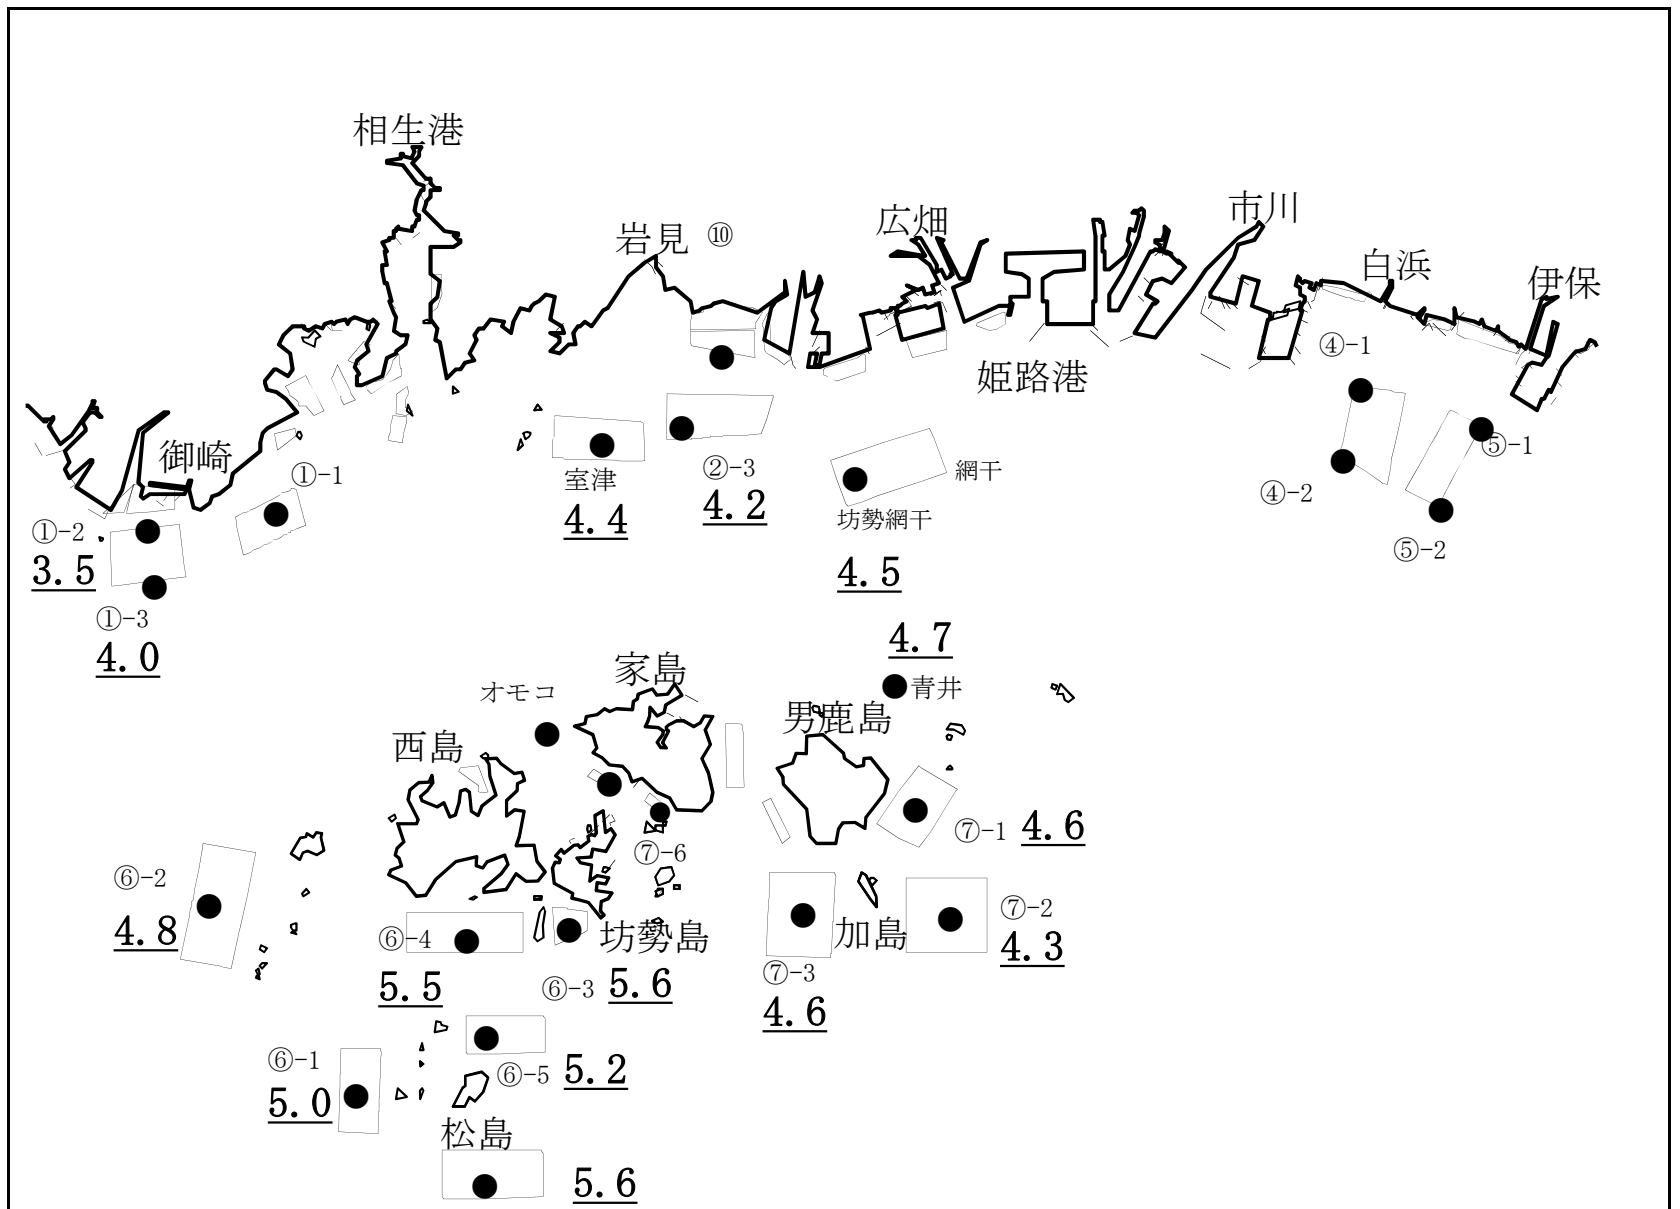 相生港
市川
広畑
岩見 ⑩
白浜
伊保
④-1
姫路港
⑤-1
御崎
①-1
室津
4.4
②-3
4.2
網干
坊勢網干
4.5
④-2
⑤-2
①-2
3.5
①-3
4.0
4.7
青井
家島
オモコ
西島
男鹿島
⑦-1 4.6
⑦-6
⑥-2
4.8
⑥-4
5.5
坊勢島
⑥-3 5.6
加島
⑦-2
4.3
⑦-3
4.6
⑥-1
5.0
⑥-5 5.2
松島
5.6